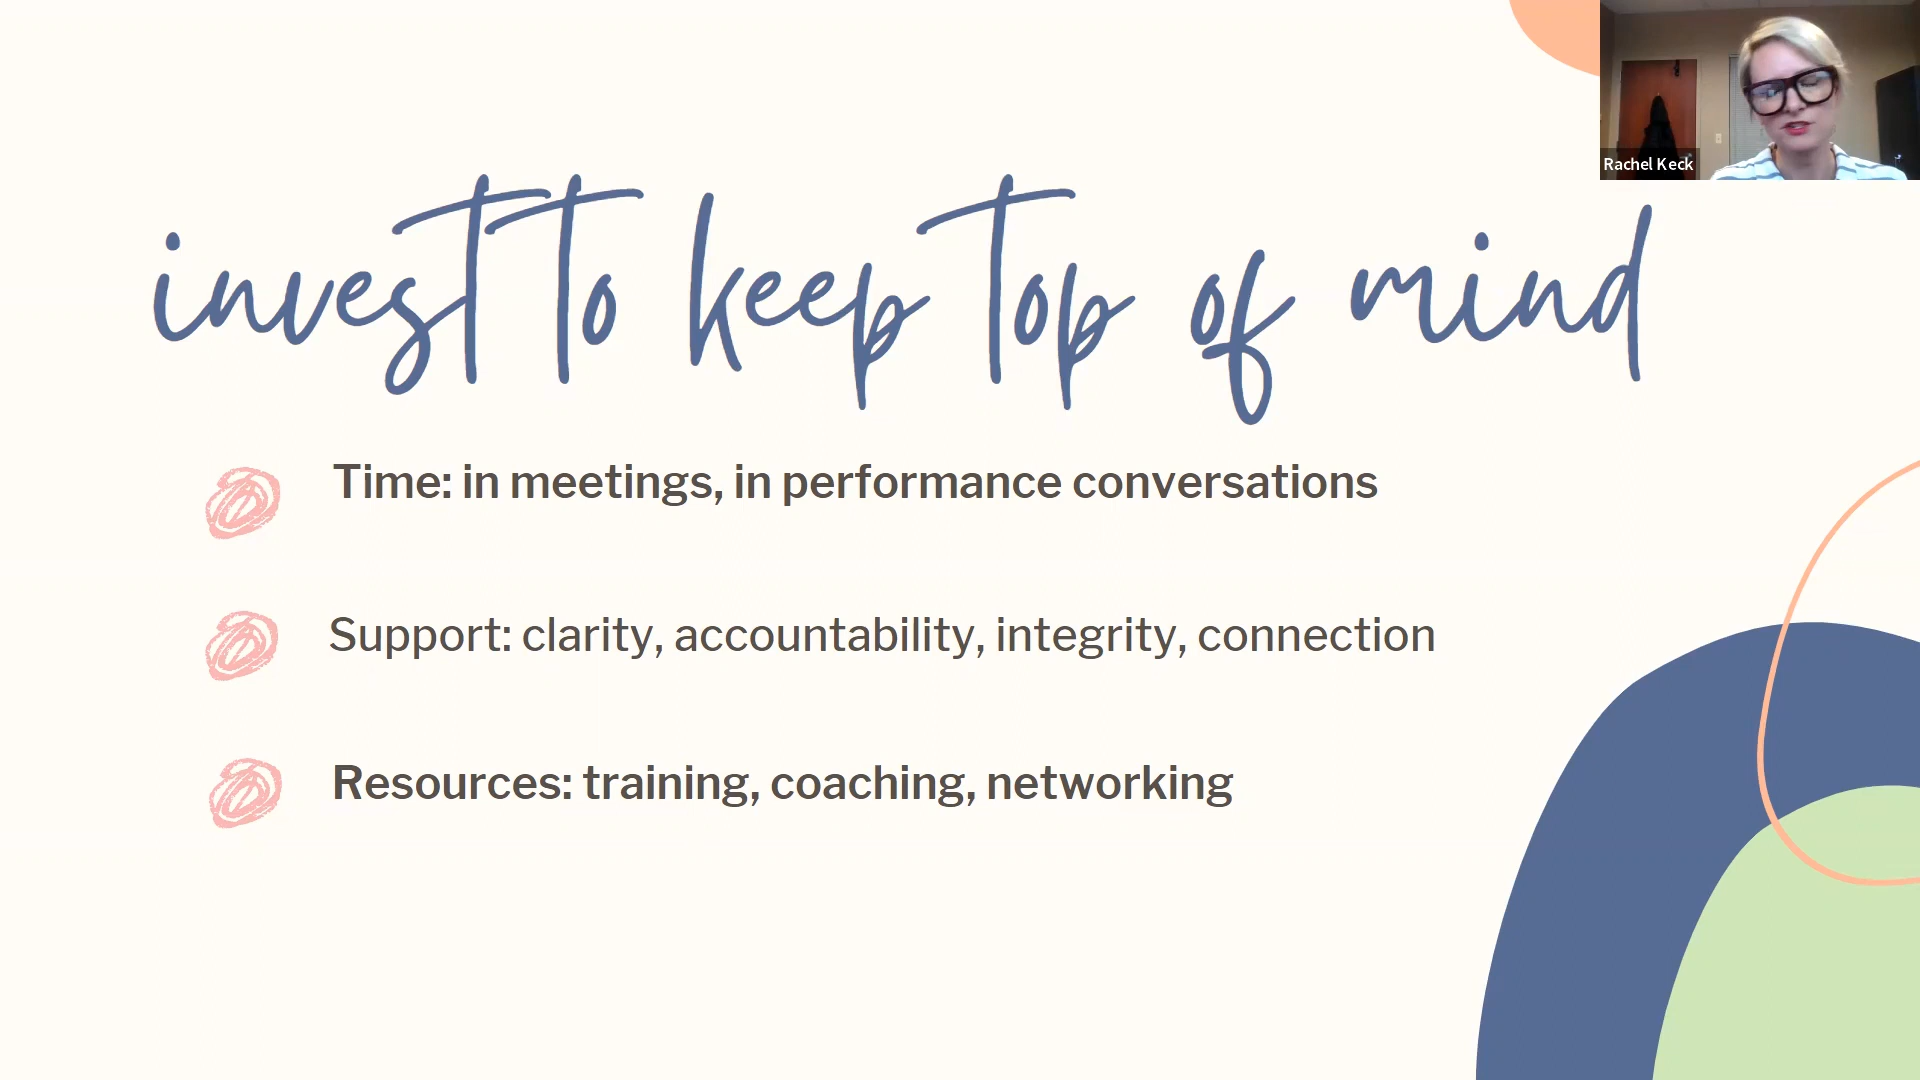 Rachel Keck
invest to keep top of mind
Time: in meetings, in performance conversations
Support: clarity, accountability, integrity, connection
Resources: training, coaching, networking